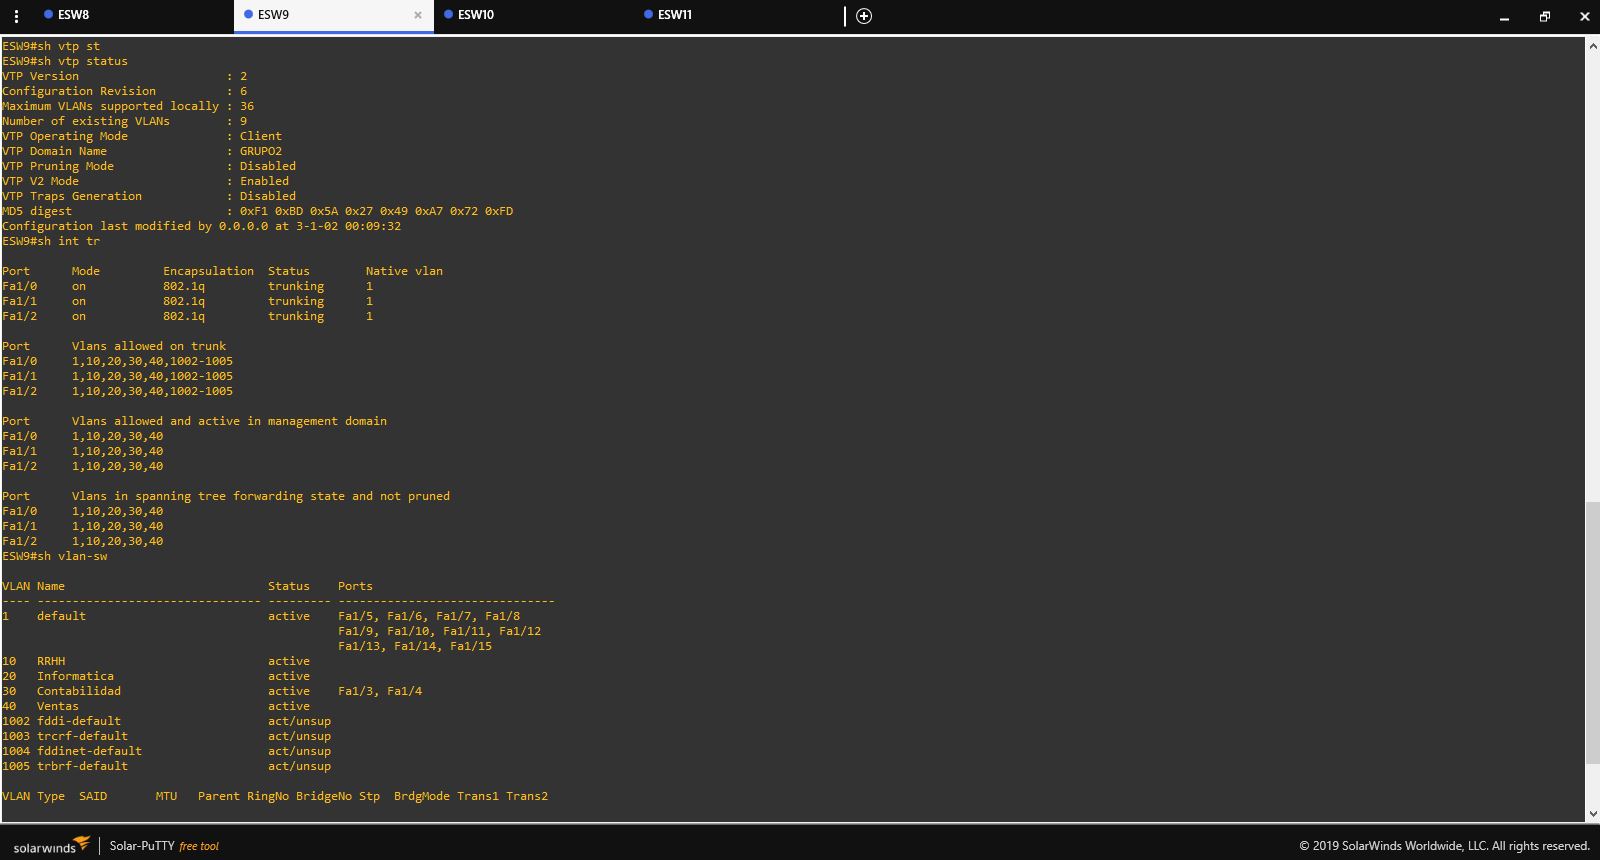 ESW8
ESW9
ESW10
ESW11
ESW9#sh vtp st
ESW9#sh vtp status
VTP Version                     : 2
Configuration Revision          : 6
Maximum VLANs supported locally : 36
Number of existing VLANs        : 9
VTP Operating Mode              : Client
VTP Domain Name                 : GRUPO2
VTP Pruning Mode                : Disabled
VTP V2 Mode                     : Enabled
VTP Traps Generation            : Disabled
MD5 digest                      : 0xF1 0xBD 0x5A 0x27 0x49 0xA7 0x72 0xFD
Configuration last modified by 0.0.0.0 at 3-1-02 00:09:32
ESW9#sh int tr
Port      Mode         Encapsulation  Status        Native vlan
Fa1/0     on           802.1q         trunking      1
Fa1/1     on           802.1q         trunking      1
Fa1/2     on           802.1q         trunking      1
Port      Vlans allowed on trunk
Fa1/0     1,10,20,30,40,1002-1005
Fa1/1     1,10,20,30,40,1002-1005
Fa1/2     1,10,20,30,40,1002-1005
Port      Vlans allowed and active in management domain
Fa1/0     1,10,20,30,40
Fa1/1     1,10,20,30,40
Fa1/2     1,10,20,30,40
Port      Vlans in spanning tree forwarding state and not pruned
Fa1/0     1,10,20,30,40
Fa1/1     1,10,20,30,40
Fa1/2     1,10,20,30,40
ESW9#sh vlan-sw
VLAN Name                             Status    Ports
---- -------------------------------- --------- -------------------------------
1    default                          active    Fa1/5, Fa1/6, Fa1/7, Fa1/8
                                                Fa1/9, Fa1/10, Fa1/11, Fa1/12
                                                Fa1/13, Fa1/14, Fa1/15
10   RRHH                             active
20   Informatica                      active
30   Contabilidad                     active    Fa1/3, Fa1/4
40   Ventas                           active
1002 fddi-default                     act/unsup
1003 trcrf-default                    act/unsup
1004 fddinet-default                  act/unsup
1005 trbrf-default                    act/unsup
VLAN Type  SAID       MTU   Parent RingNo BridgeNo Stp  BrdgMode Trans1 Trans2
solarwinds | Solar-PuTTY free tool
© 2019 SolarWinds Worldwide, LLC. All rights reserved.